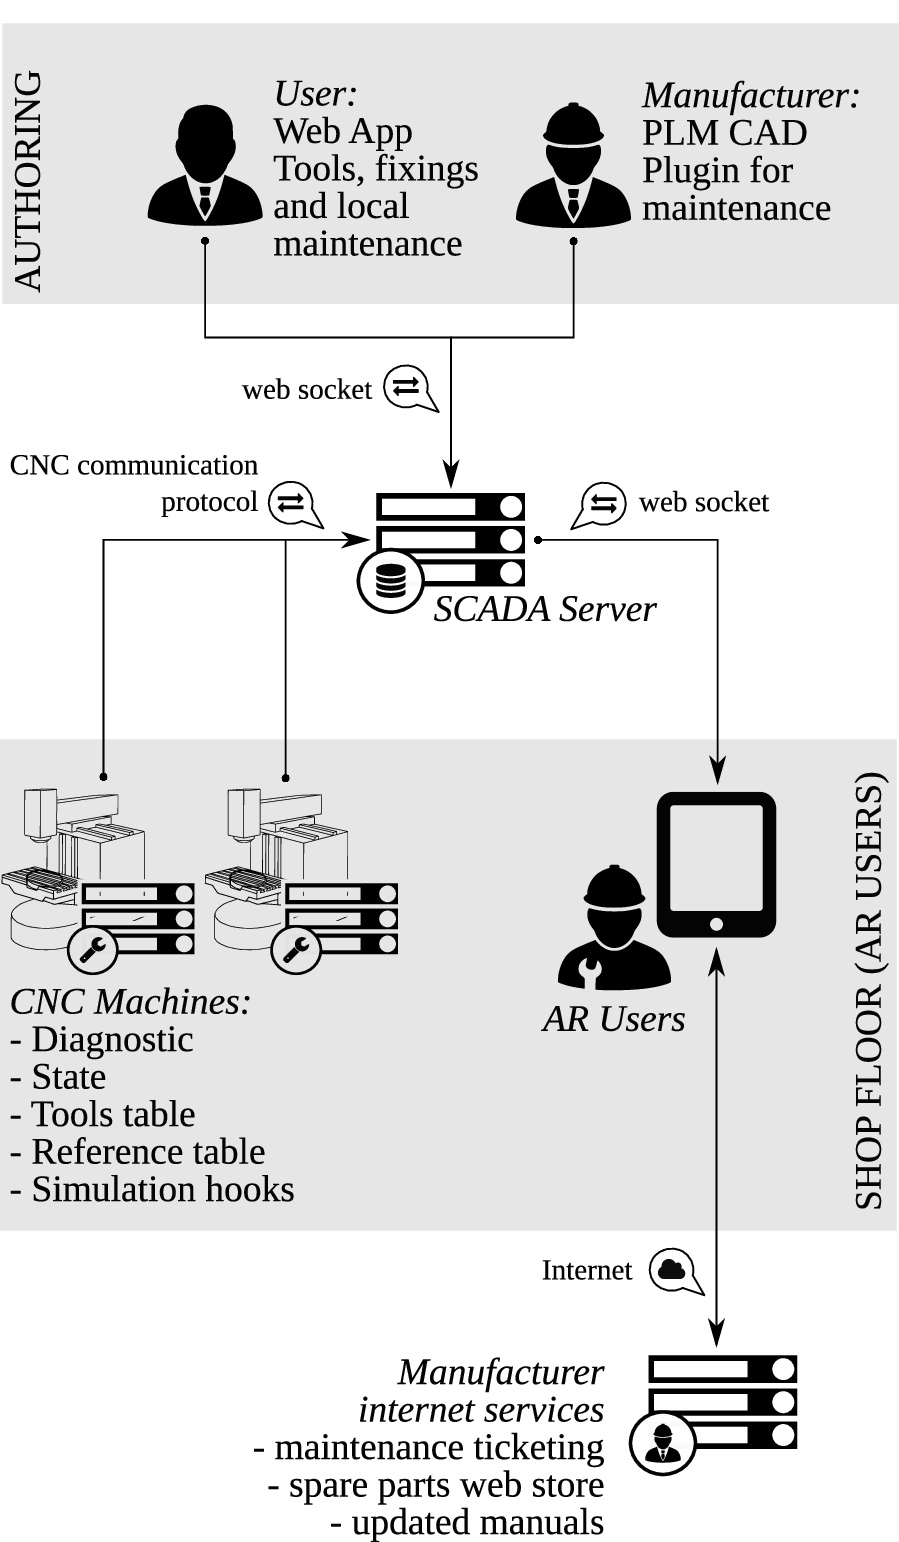 AUTHORING
User:
Web App
Tools, fixings
and local
maintenance
Manufacturer:
PLM CAD
Plugin for
maintenance
web socket
CNC communication
protocol
web socket
SCADA Server
SHOP FLOOR (AR USERS)
CNC Machines:
- Diagnostic
- State
- Tools table
- Reference table
- Simulation hooks
AR Users
Internet
Manufacturer
internet services
- maintenance ticketing
- spare parts web store
- updated manuals